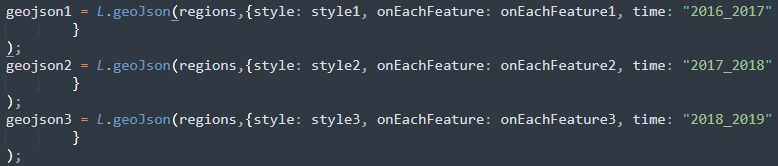 geojson1 = L.geoJson(regions,{style: style1, onEachFeature: onEachFeature1, time: "2016_2017"
}
);
geojson2 = L.geoJson(regions,{style: style2, onEachFeature: onEachFeature2, time: "2017_2018"
}
);
geojson3 = L.geoJson(regions,{style: style3, onEachFeature: onEachFeature3, time: "2018_2019"
}
);